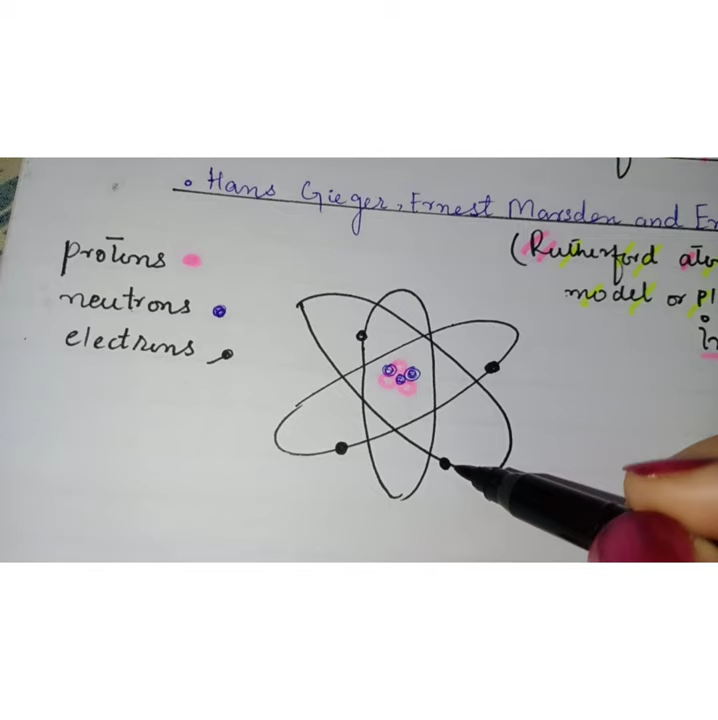 • Hans Gieger, Ernest Marsden and
(Rutherford
model or
protons
neutrons
electrons